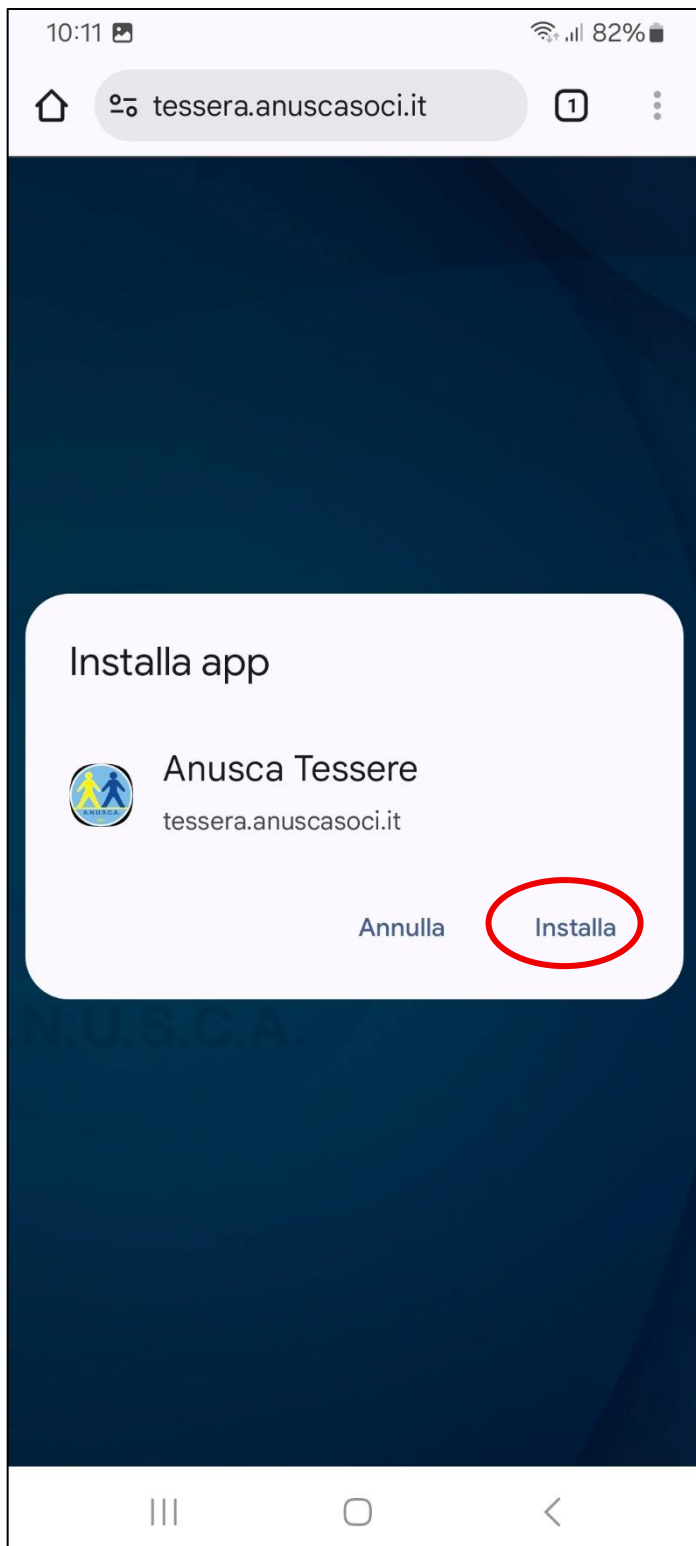 10:11
82%
tessera.anuscasoci.it
1
Installa app
Anusca Tessere
tessera.anuscasoci.it
A.N.U.S.C.A.
Annulla
Installa
.N.U.S.C.A.